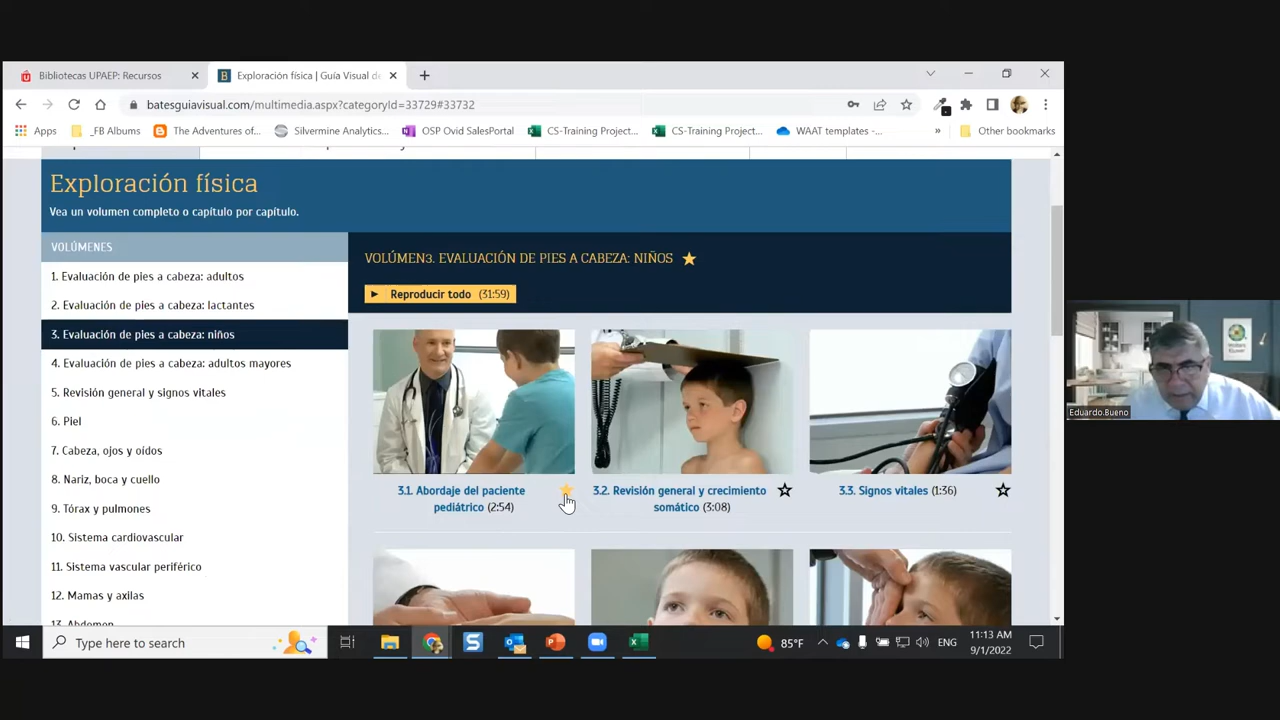 Bibliotecas UPAEP: Recursos
Exploración física | Guía Visual de
batesguiavisual.com/multimedia.aspx?categoryId=33729#33732
Apps
_FB Albums
The Adventures of...
Silvermine Analytics...
OSP Ovid SalesPortal
CS-Training Project...
CS-Training Project...
WAAT templates -...
»
Other bookmarks
Exploración física
Vea un volumen completo o capítulo por capítulo.
VOLÚMENES
1. Evaluación de pies a cabeza: adultos
2. Evaluación de pies a cabeza: lactantes
3. Evaluación de pies a cabeza: niños
4. Evaluación de pies a cabeza: adultos mayores
5. Revisión general y signos vitales
6. Piel
7. Cabeza, ojos y oídos
8. Nariz, boca y cuello
9. Tórax y pulmones
10. Sistema cardiovascular
11. Sistema vascular periférico
12. Mamas y axilas
13. Abdomen
VOLÚMEN3. EVALUACIÓN DE PIES A CABEZA: NIÑOS
Reproducir todo (31:59)
3.1. Abordaje del paciente
pediátrico (2:54)
3.2. Revisión general y crecimiento
somático (3:08)
3.3. Signos vitales (1:36)
Eduardo.Bueno
Type here to search
85°F
ENG
11:13 AM
9/1/2022